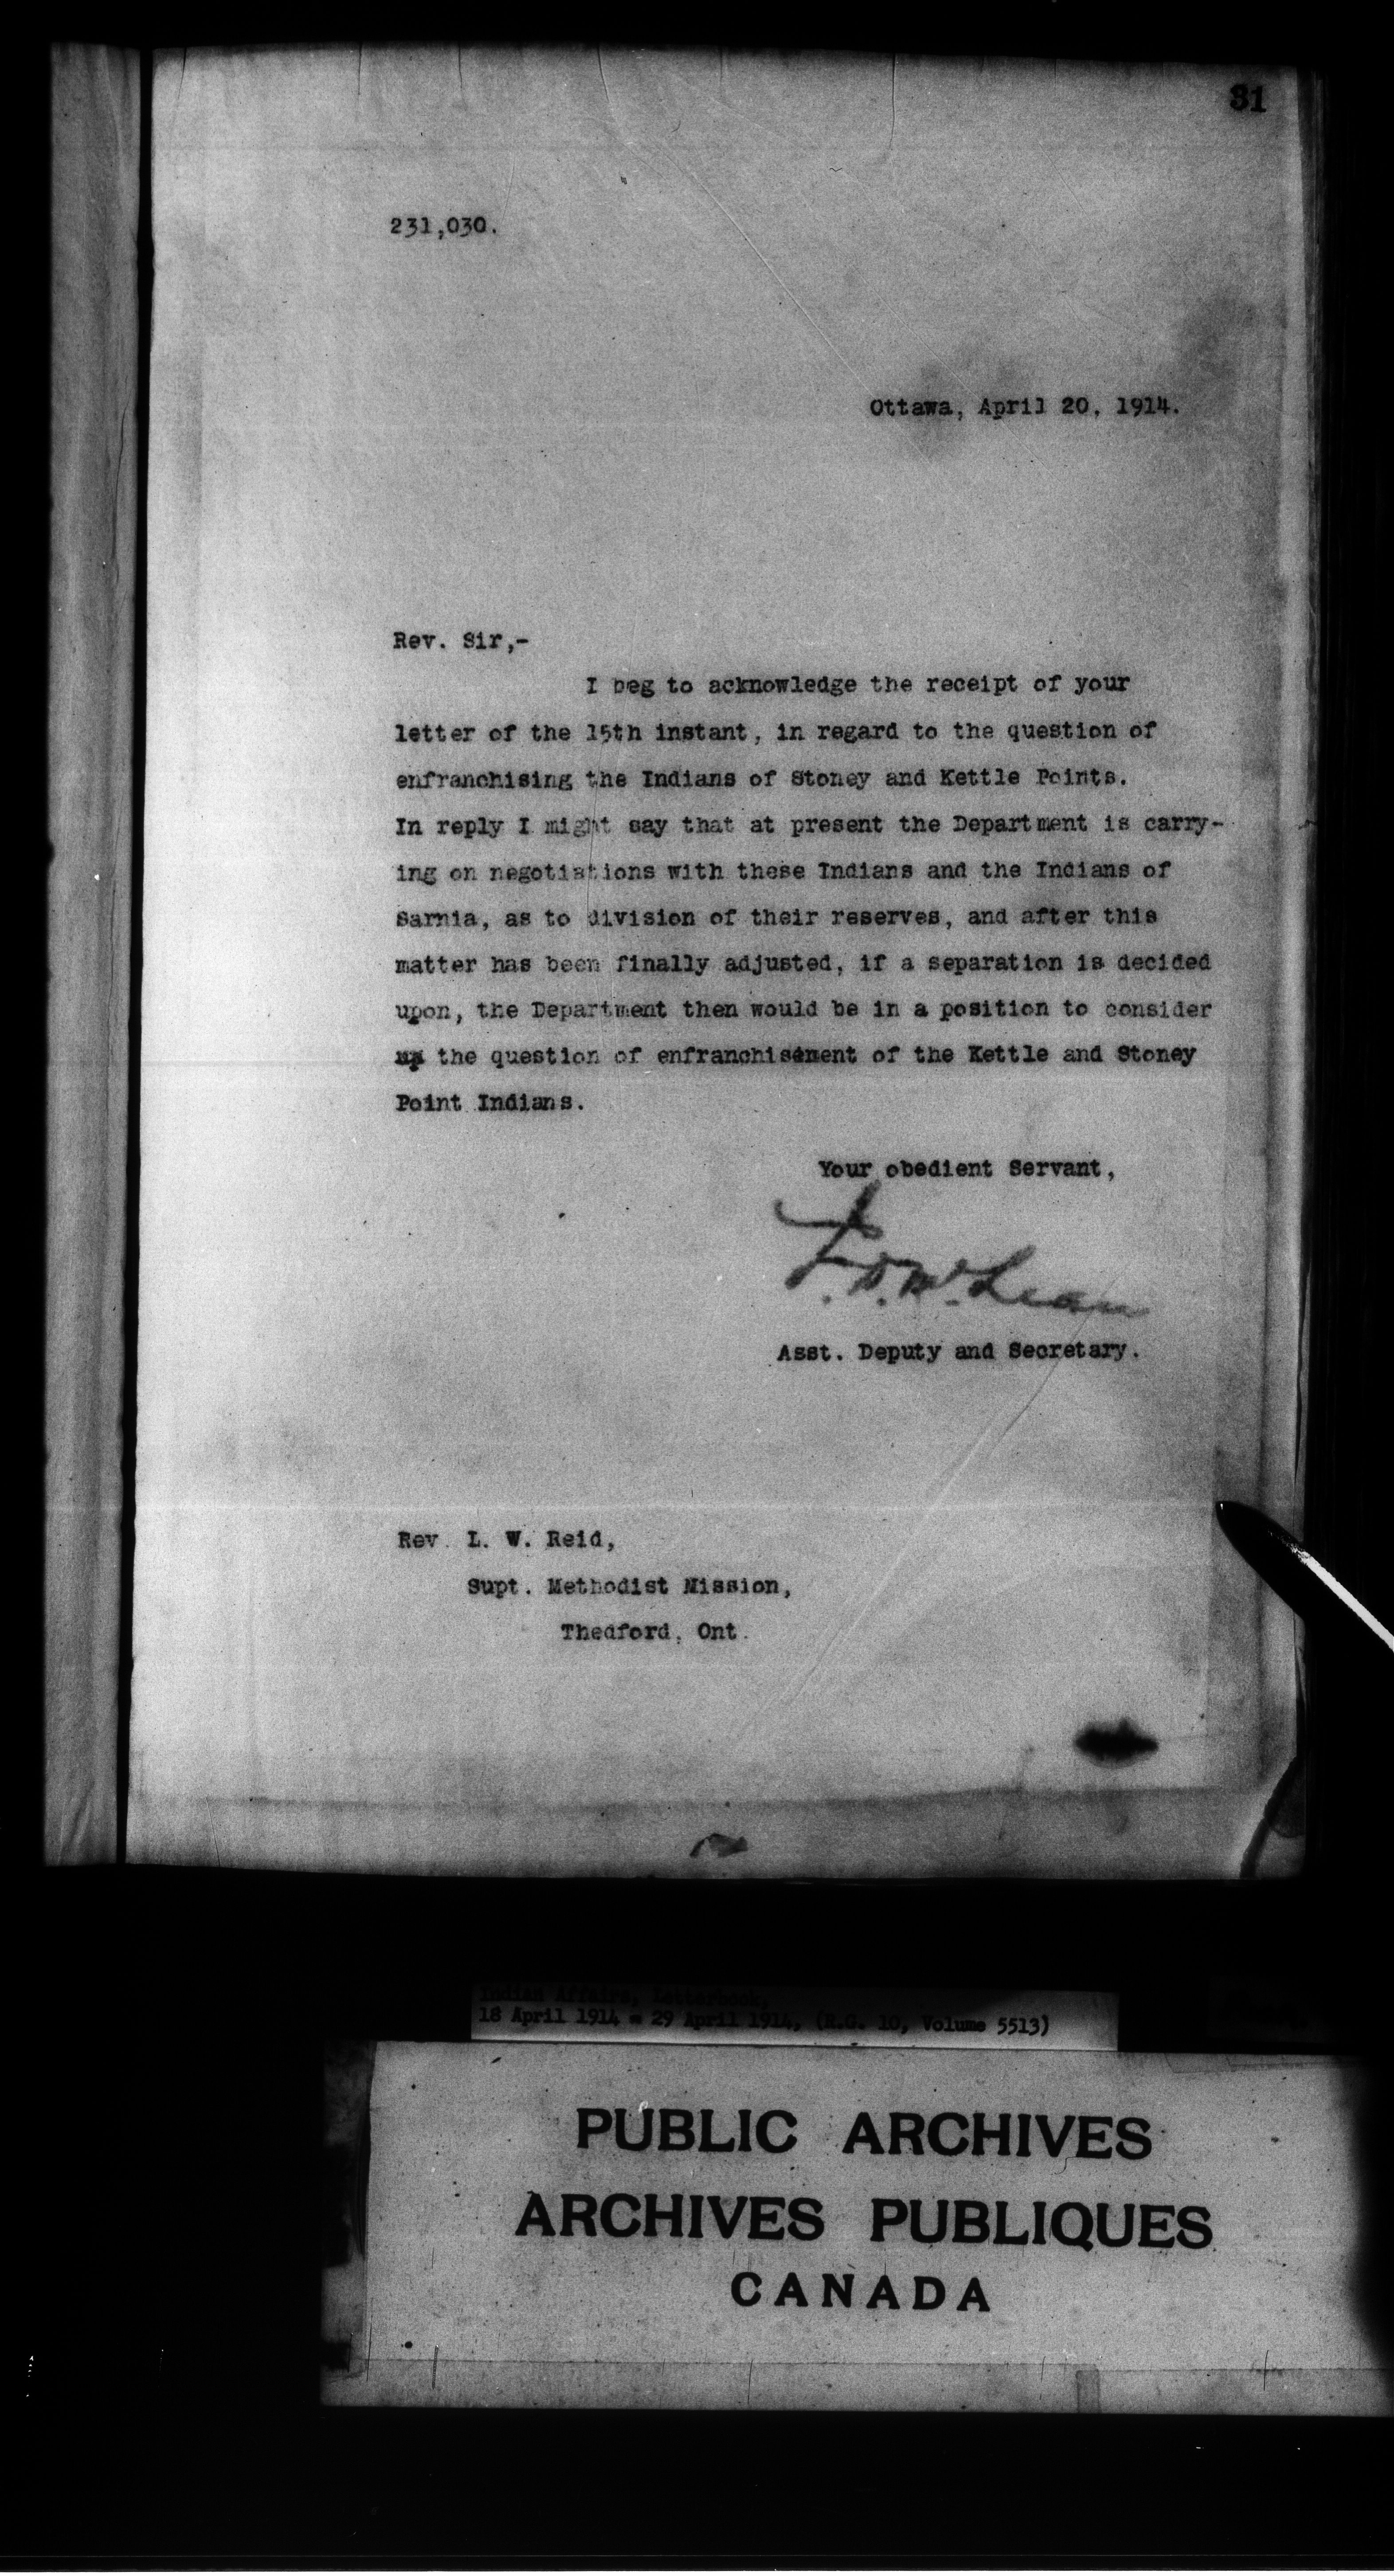 31
231,030.
Ottawa, April 20, 1914.
Rev. Sir,-
I beg to acknowledge the receipt of your
letter of the 15th instant, in regard to the question of
enfranchising the Indians of Stoney and Kettle Points.
In reply I might say that at present the Department is carry-
ing on negotiations with these Indians and the Indians of
Sarnia, as to division of their reserves, and after this
matter has been finally adjusted, if a separation is decided
upon, the Department then would be in a position to consider
up the question of enfranchisement of the Kettle and Stoney
Point Indians.
Your obedient Servant,
J. D. McLean
Asst. Deputy and Secretary.
Rev. L. W. Reid,
Supt. Methodist Mission,
Thedford, Ont.
Indian Affairs, Letterbook,
18 April 1914 - 29 April 1914, (R.G. 10, Volume 5513)
PUBLIC ARCHIVES
ARCHIVES PUBLIQUES
CANADA